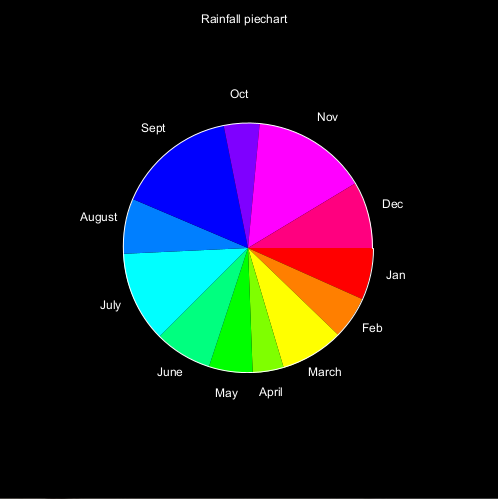 Rainfall piechart
Oct
Nov
Sept
Dec
August
Jan
July
Feb
June
March
May
April